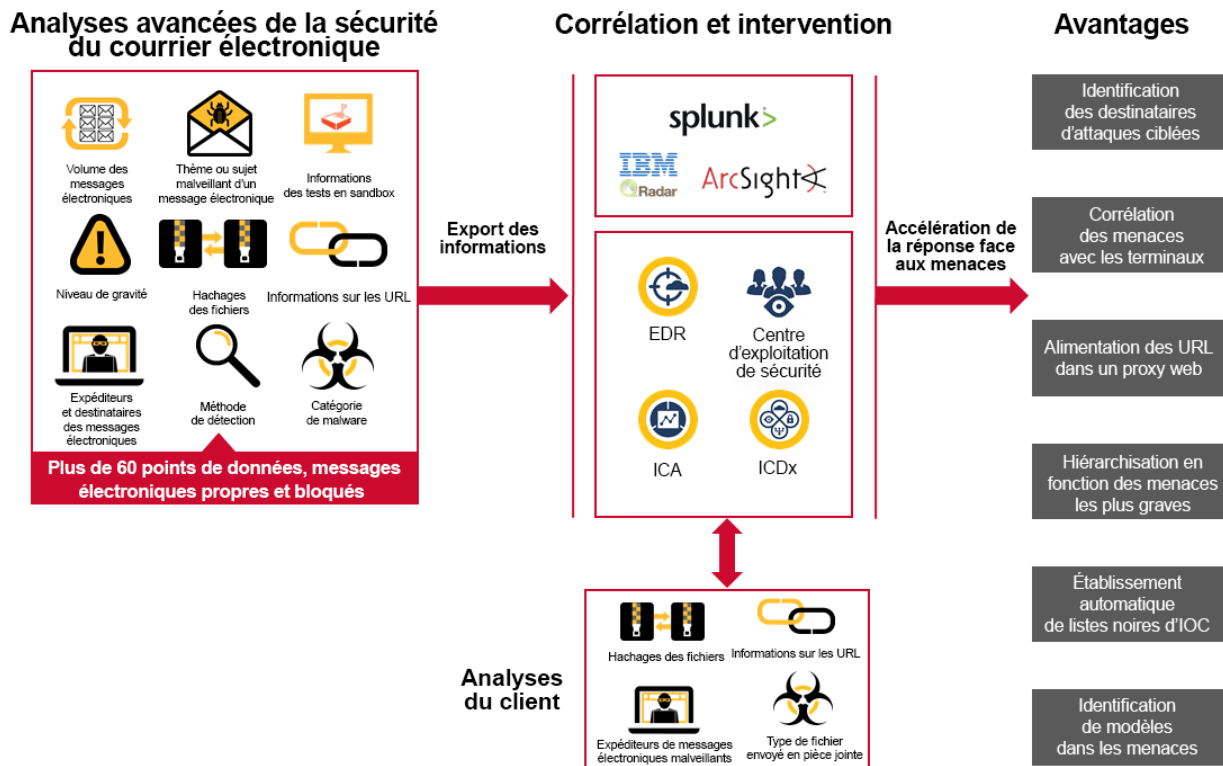 Analyses avancées de la sécurité
du courrier électronique
Volume des
messages
électroniques
Thème ou sujet
malveillant d'un
message électronique
Informations
des tests en sandbox
Niveau de gravité
Hachages
des fichiers
Informations sur les URL
Expéditeurs
et destinataires
des messages
électroniques
Méthode
de détection
Catégorie
de malware
Plus de 60 points de données, messages
électroniques propres et bloqués
Export des
informations
Corrélation et intervention
splunk>
IBM
QRadar
ArcSight
EDR
Centre
d'exploitation
de sécurité
ICA
ICDx
Analyses
du client
Hachages des fichiers
Informations sur les URL
Expéditeurs de messages
électroniques malveillants
Type de fichier
envoyé en pièce jointe
Accélération de
la réponse face
aux menaces
Avantages
Identification
des destinataires
d'attaques ciblées
Corrélation
des menaces
avec les terminaux
Alimentation des URL
dans un proxy web
Hiérarchisation en
fonction des menaces
les plus graves
Établissement
automatique
de listes noires d'IOC
Identification
de modèles
dans les menaces